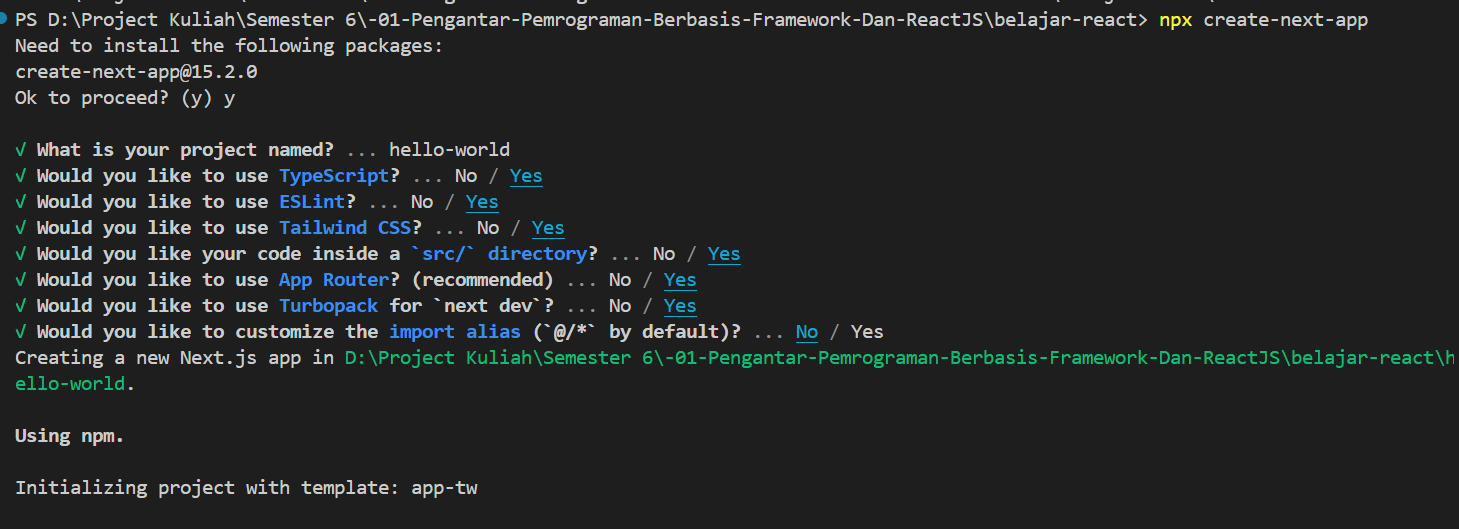 PS D:\Project Kuliah\Semester 6\-01-Pengantar-Pemrograman-Berbasis-Framework-Dan-ReactJS\belajar-react> npx create-next-app
Need to install the following packages:
create-next-app@15.2.0
Ok to proceed? (y) y
√ What is your project named? ... hello-world
√ Would you like to use TypeScript? ... No / Yes
√ Would you like to use ESLint? ... No / Yes
√ Would you like to use Tailwind CSS? ... No / Yes
√ Would you like your code inside a `src/` directory? ... No / Yes
√ Would you like to use App Router? (recommended) ... No / Yes
√ Would you like to use Turbopack for `next dev`? ... No / Yes
√ Would you like to customize the import alias (`@/*` by default)? ... No / Yes
Creating a new Next.js app in D:\Project Kuliah\Semester 6\-01-Pengantar-Pemrograman-Berbasis-Framework-Dan-ReactJS\belajar-react\h
ello-world.
Using npm.
Initializing project with template: app-tw